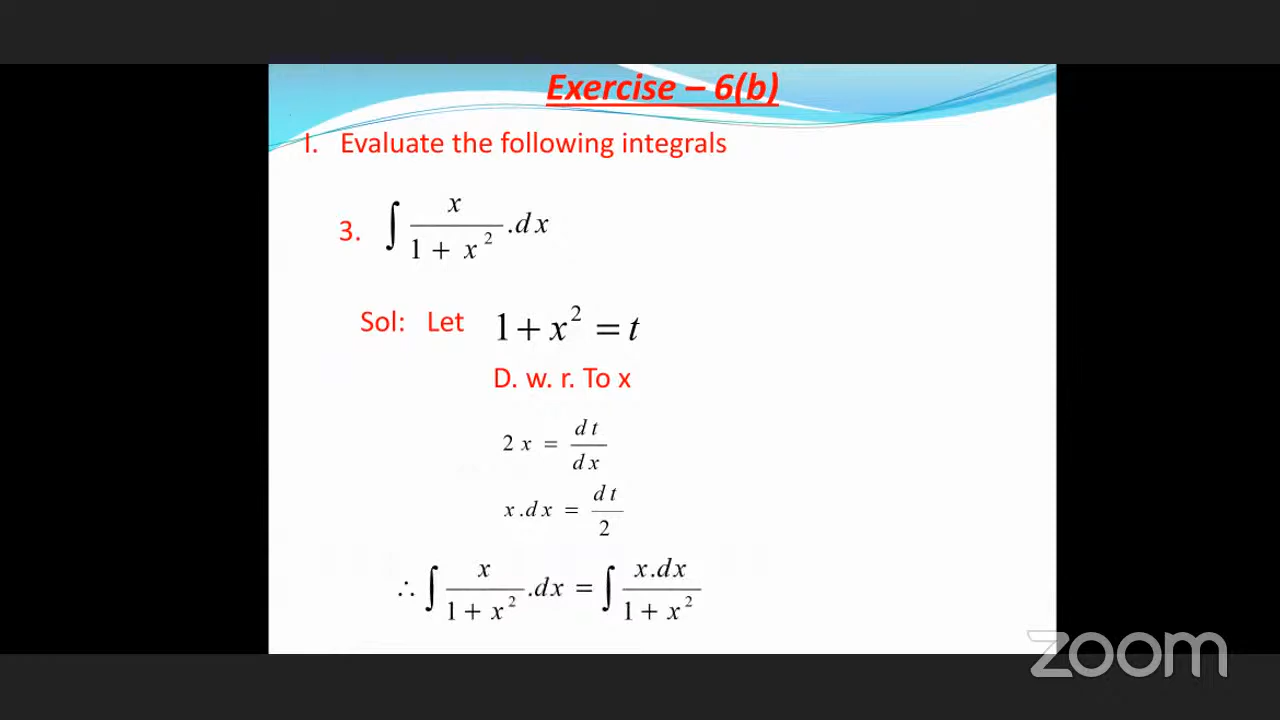 Exercise – 6(b)
I. Evaluate the following integrals
3. ∫ x / (1 + x²) .dx
Sol: Let 1 + x² = t
D. w. r. To x
2x = dt/dx
x.dx = dt/2
∴ ∫ x / (1 + x²) .dx = ∫ x.dx / (1 + x²)
zoom